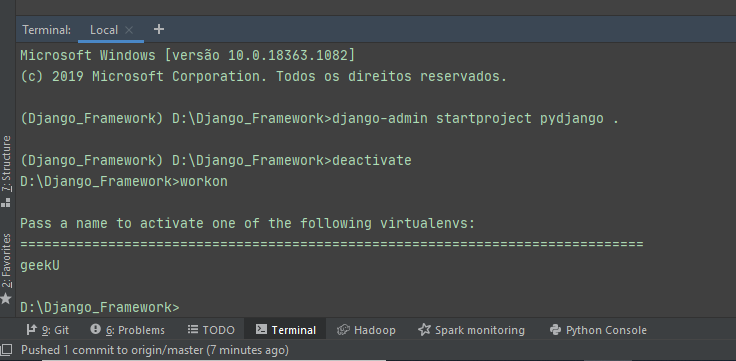 Terminal: Local × +
Microsoft Windows [versão 10.0.18363.1082]
(c) 2019 Microsoft Corporation. Todos os direitos reservados.
(Django_Framework) D:\Django_Framework>django-admin startproject pydjango .
(Django_Framework) D:\Django_Framework>deactivate
D:\Django_Framework>workon
Pass a name to activate one of the following virtualenvs:
==============================================================================
geekU
D:\Django_Framework>
7: Structure
2: Favorites
9: Git 6: Problems TODO Terminal Hadoop Spark monitoring Python Console
Pushed 1 commit to origin/master (7 minutes ago)